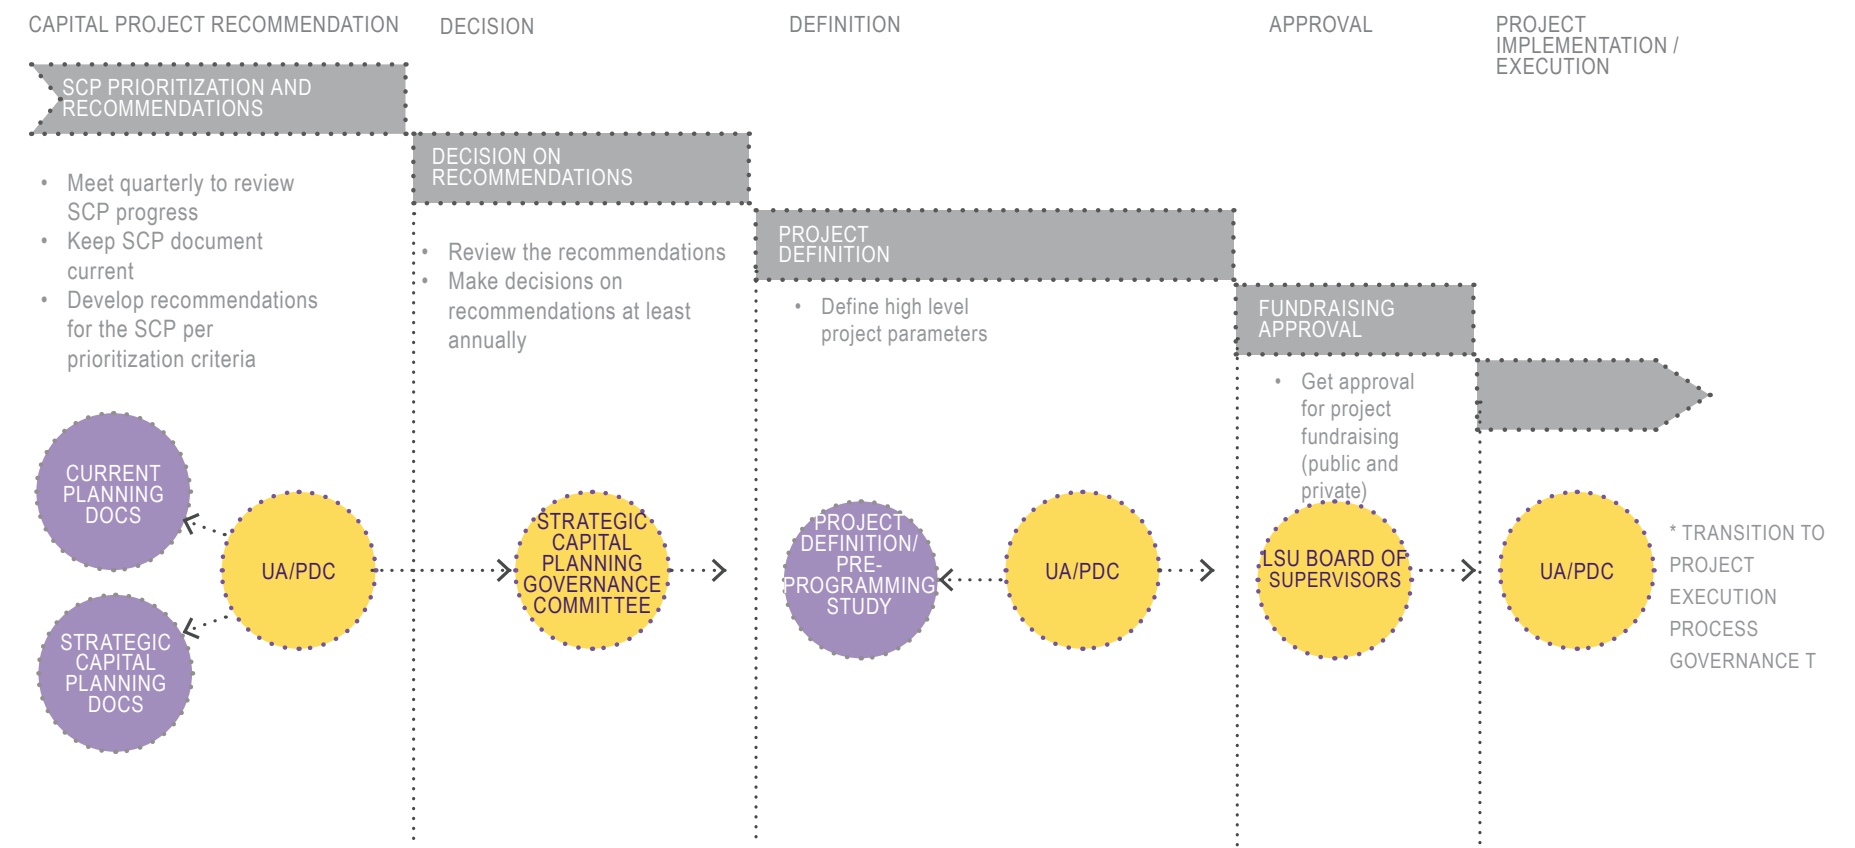 CAPITAL PROJECT RECOMMENDATION
DECISION
DEFINITION
APPROVAL
PROJECT
IMPLEMENTATION /
EXECUTION
SCP PRIORITIZATION AND
RECOMMENDATIONS
• Meet quarterly to review
SCP progress
• Keep SCP document
current
• Develop recommendations
for the SCP per
prioritization criteria
DECISION ON
RECOMMENDATIONS
• Review the recommendations
• Make decisions on
recommendations at least
annually
PROJECT
DEFINITION
• Define high level
project parameters
FUNDRAISING
APPROVAL
• Get approval
for project
fundraising
(public and
private)
CURRENT
PLANNING
DOCS
STRATEGIC
CAPITAL
PLANNING
DOCS
UA/PDC
STRATEGIC
CAPITAL
PLANNING
GOVERNANCE
COMMITTEE
PROJECT
DEFINITION/
PRE-
PROGRAMMING
STUDY
UA/PDC
LSU BOARD OF
SUPERVISORS
UA/PDC
* TRANSITION TO
PROJECT
EXECUTION
PROCESS
GOVERNANCE T